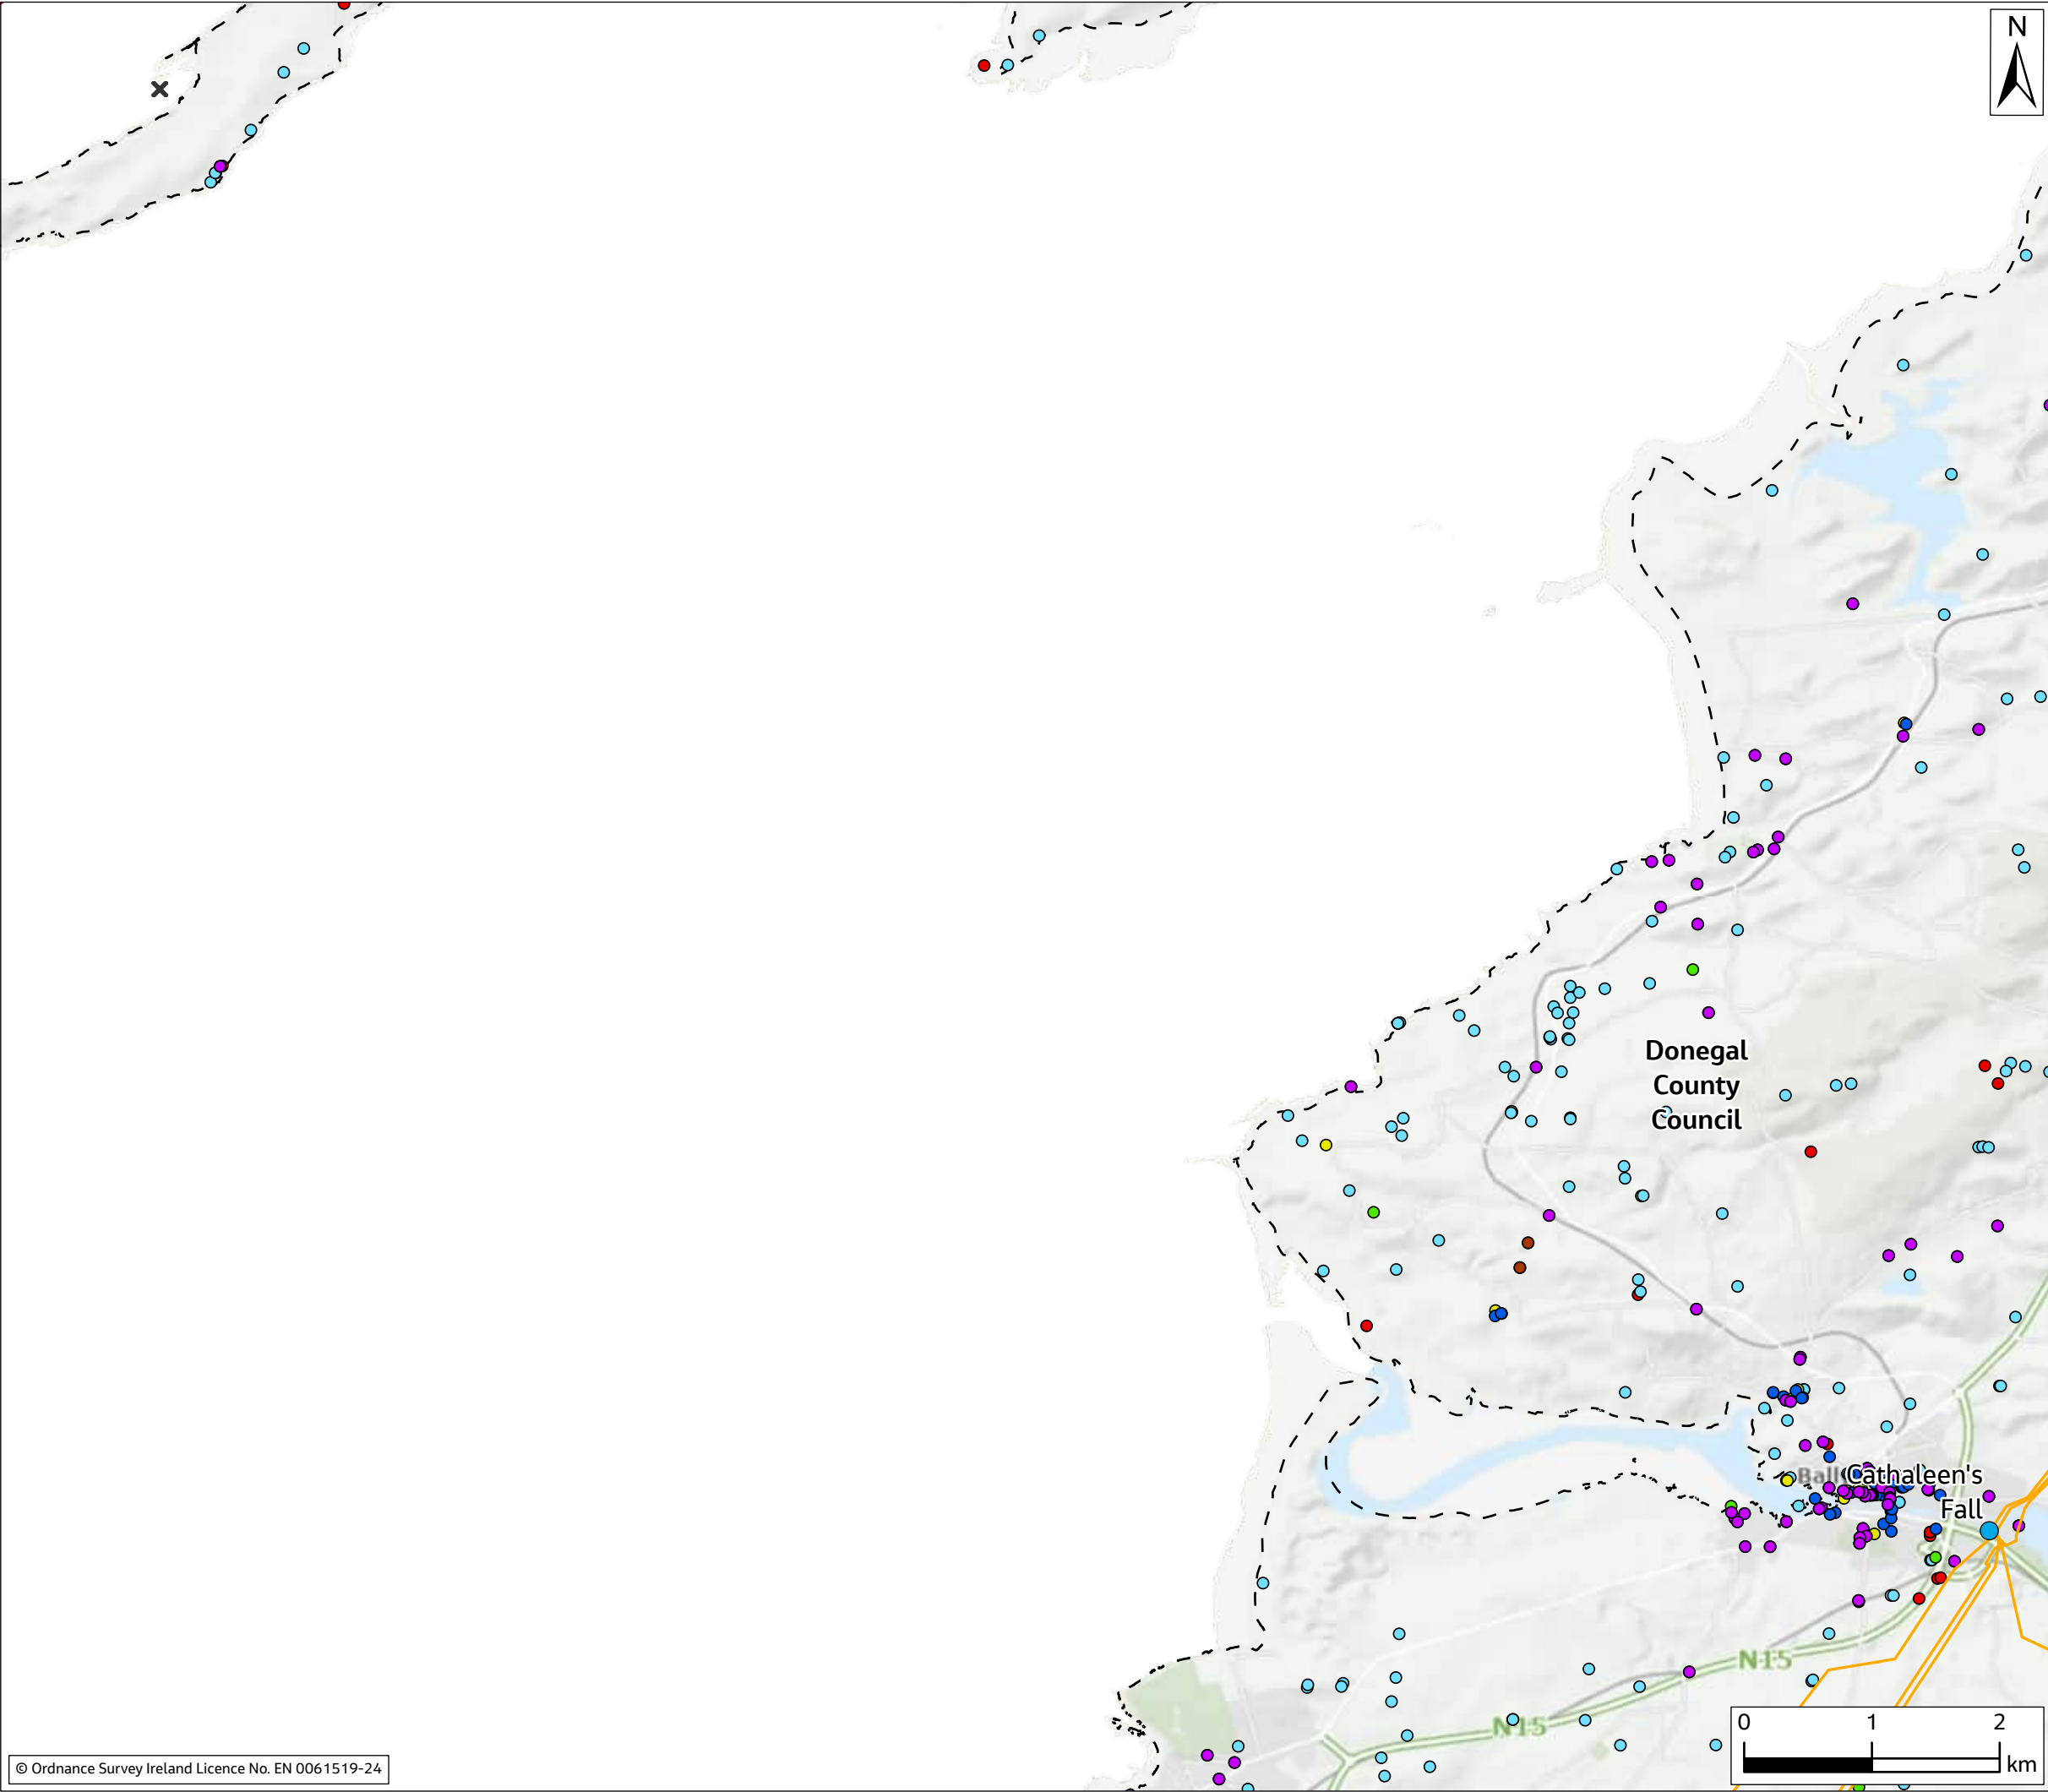 N
Donegal
County
Council
Ball
Cathaleen's
Fall
N15
N15
0 1 2
km
© Ordnance Survey Ireland Licence No. EN 0061519-24